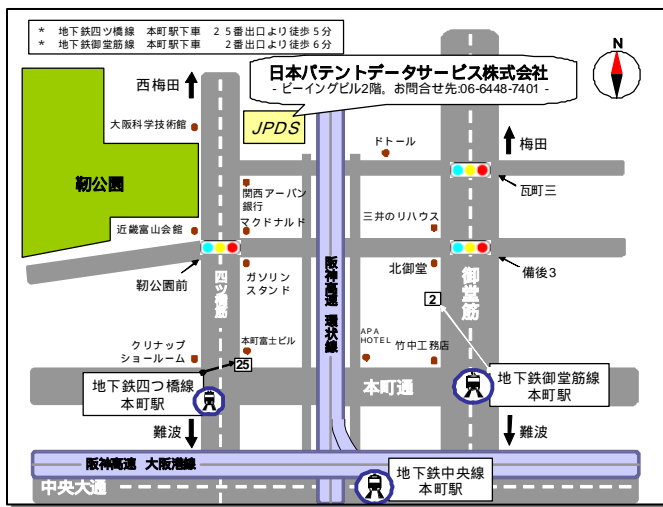 * 地下鉄四ツ橋線 本町駅下車 25番出口より徒歩5分
* 地下鉄御堂筋線 本町駅下車 2番出口より徒歩6分
日本パテントデータサービス株式会社
- ビーイングビル2階。お問合せ先:06-6448-7401 -
N
西梅田
大阪科学技術館
JPDS
ドトール
梅田
靭公園
関西アーバン
銀行
マクドナルド
三井のリハウス
瓦町三
近畿富山会館
靭公園前
四ツ橋筋
ガソリン
スタンド
阪神高速 環状線
北御堂
御堂筋
備後3
2
クリナップ
ショールーム
本町富士ビル
25
APA
HOTEL
竹中工務店
地下鉄四つ橋線
本町駅
本町通
地下鉄御堂筋線
本町駅
難波
難波
阪神高速 大阪港線
中央大通
地下鉄中央線
本町駅